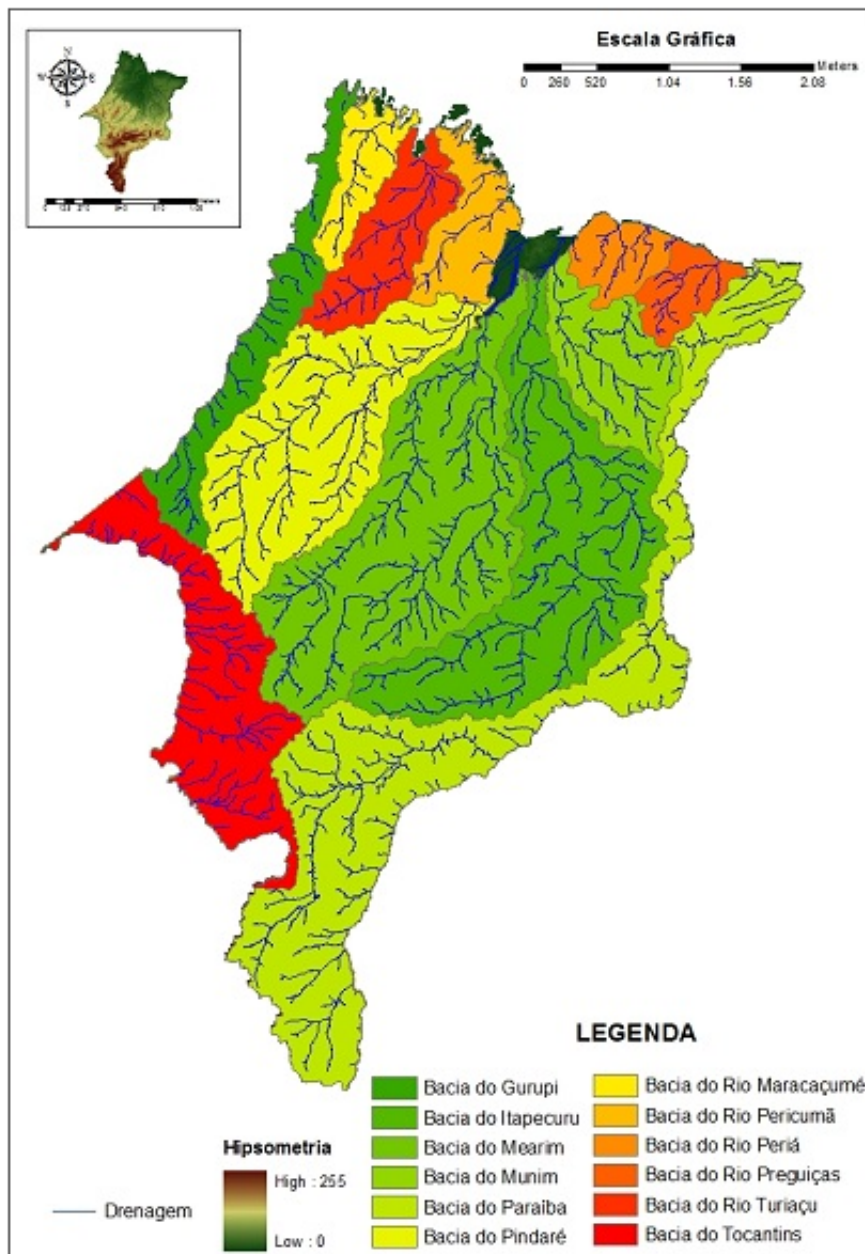 N
W
E
S
Escala Gráfica
Meters
0 260 520 1.04 1.56 2.08
LEGENDA
Bacia do Gurupi
Bacia do Itapecuru
Bacia do Mearim
Bacia do Munim
Bacia do Paraíba
Bacia do Pindaré
Bacia do Rio Maracaçumé
Bacia do Rio Pericumã
Bacia do Rio Periá
Bacia do Rio Preguiças
Bacia do Rio Turiaçu
Bacia do Tocantins
Hipsometria
High : 255
Low : 0
Drenagem